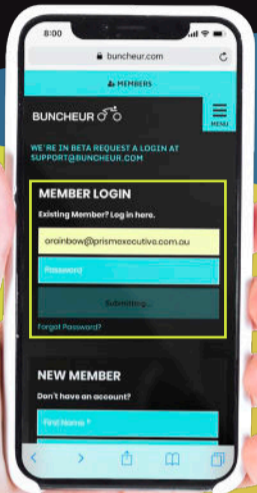 8:00
buncheur.com
MEMBERS
BUNCHEUR
MENU
WE'RE IN BETA REQUEST A LOGIN AT
SUPPORT@BUNCHEUR.COM
MEMBER LOGIN
Existing Member? Log in here.
orainbow@prismexecutive.com.au
Password
Submitting...
Forgot Password?
NEW MEMBER
Don't have an account?
First Name *